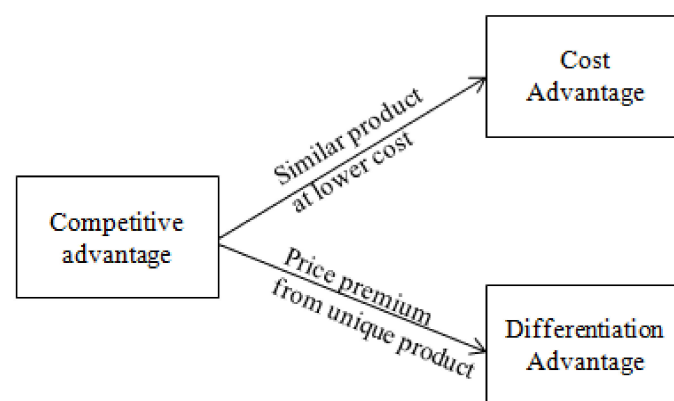 Cost
Advantage
Similar product
at lower cost
Competitive
advantage
Price premium
from unique product
Differentiation
Advantage